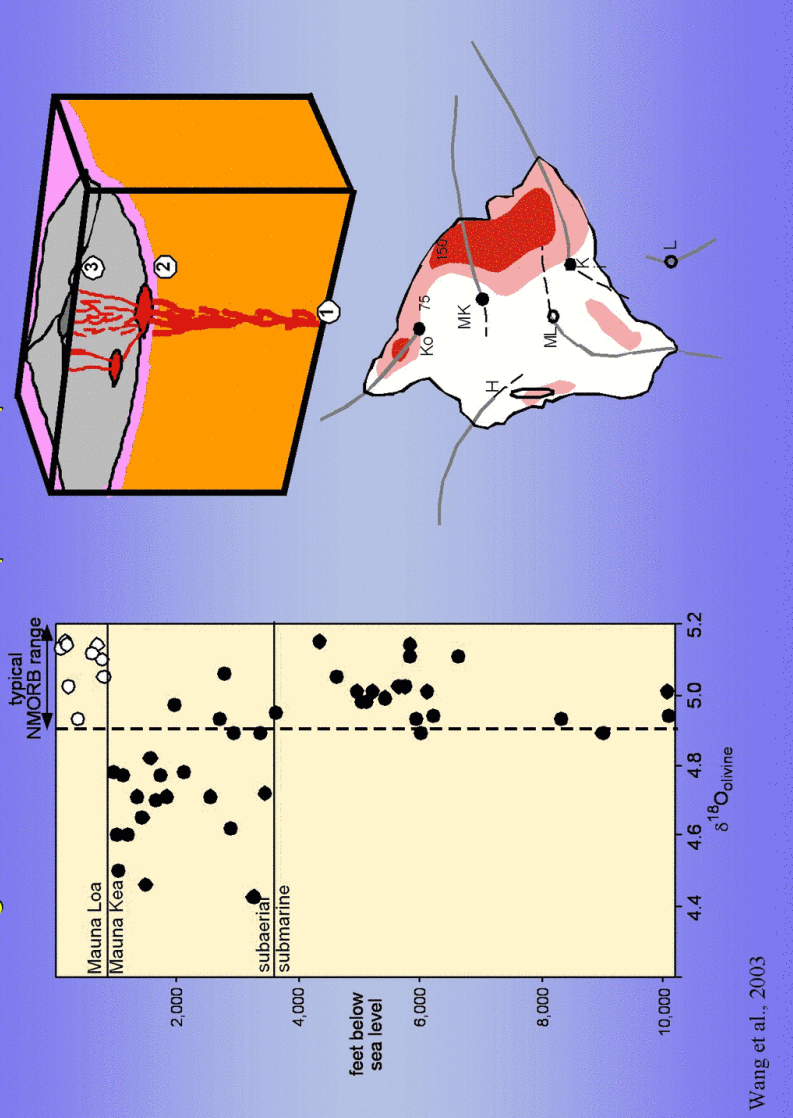 typical
NMORB range
Mauna Loa
Mauna Kea
subaerial
submarine
2,000
4,000
6,000
8,000
10,000
feet below
sea level
4.4
4.6
4.8
5.0
5.2
δ18Oolivine
1
2
3
Ko
75
150
MK
H
ML
K
L
Wang et al., 2003